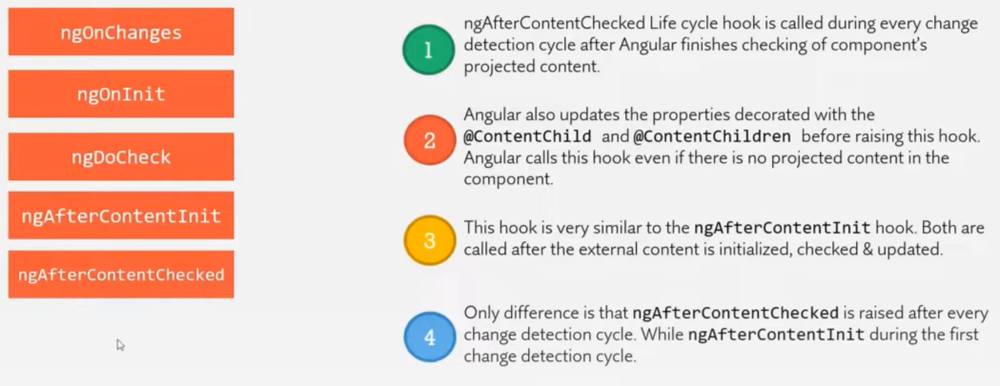 ngOnChanges
ngOnInit
ngDoCheck
ngAfterContentInit
ngAfterContentChecked
1
ngAfterContentChecked Life cycle hook is called during every change
detection cycle after Angular finishes checking of component's
projected content.
2
Angular also updates the properties decorated with the
@ContentChild and @ContentChildren before raising this hook.
Angular calls this hook even if there is no projected content in the
component.
3
This hook is very similar to the ngAfterContentInit hook. Both are
called after the external content is initialized, checked & updated.
4
Only difference is that ngAfterContentChecked is raised after every
change detection cycle. While ngAfterContentInit during the first
change detection cycle.